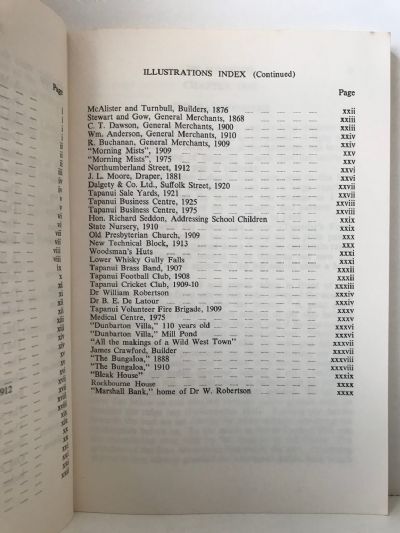 ILLUSTRATIONS INDEX (Continued)
Page
McAlister and Turnbull, Builders, 1876 xxii
Stewart and Gow, General Merchants, 1868 xxiii
C. T. Dawson, General Merchants, 1900 xxiii
Wm. Anderson, General Merchants, 1910 xxiv
R. Buchanan, General Merchants, 1909 xxiv
"Morning Mists", 1909 xxv
"Morning Mists", 1975 xxv
Northumberland Street, 1912 xxvi
J. L. Moore, Draper, 1881 xxvi
Dalgety & Co. Ltd., Suffolk Street, 1920 xxvii
Tapanui Sale Yards, 1921 xxvii
Tapanui Business Centre, 1925 xxviii
Tapanui Business Centre, 1975 xxviii
Hon. Richard Seddon, Addressing School Children xxix
State Nursery, 1910 xxix
Old Presbyterian Church, 1909 xxx
New Technical Block, 1913 xxx
Woodsman's Huts xxxi
Lower Whisky Gully Falls xxxi
Tapanui Brass Band, 1907 xxxii
Tapanui Football Club, 1908 xxxii
Tapanui Cricket Club, 1909-10 xxxiii
Dr William Robertson xxxiv
Dr B. E. De Latour xxxiv
Tapanui Volunteer Fire Brigade, 1909 xxxv
Medical Centre, 1975 xxxv
"Dunbarton Villa," 110 years old xxxvi
"Dunbarton Villa," Mill Pond xxxvi
"All the makings of a Wild West Town" xxxvii
James Crawford, Builder xxxvii
"The Bungaloa," 1888 xxxviii
"The Bungaloa," 1910 xxxviii
"Bleak House" xxxix
Rockbourne House xxxx
"Marshall Bank," home of Dr W. Robertson xxxx
Page
1912